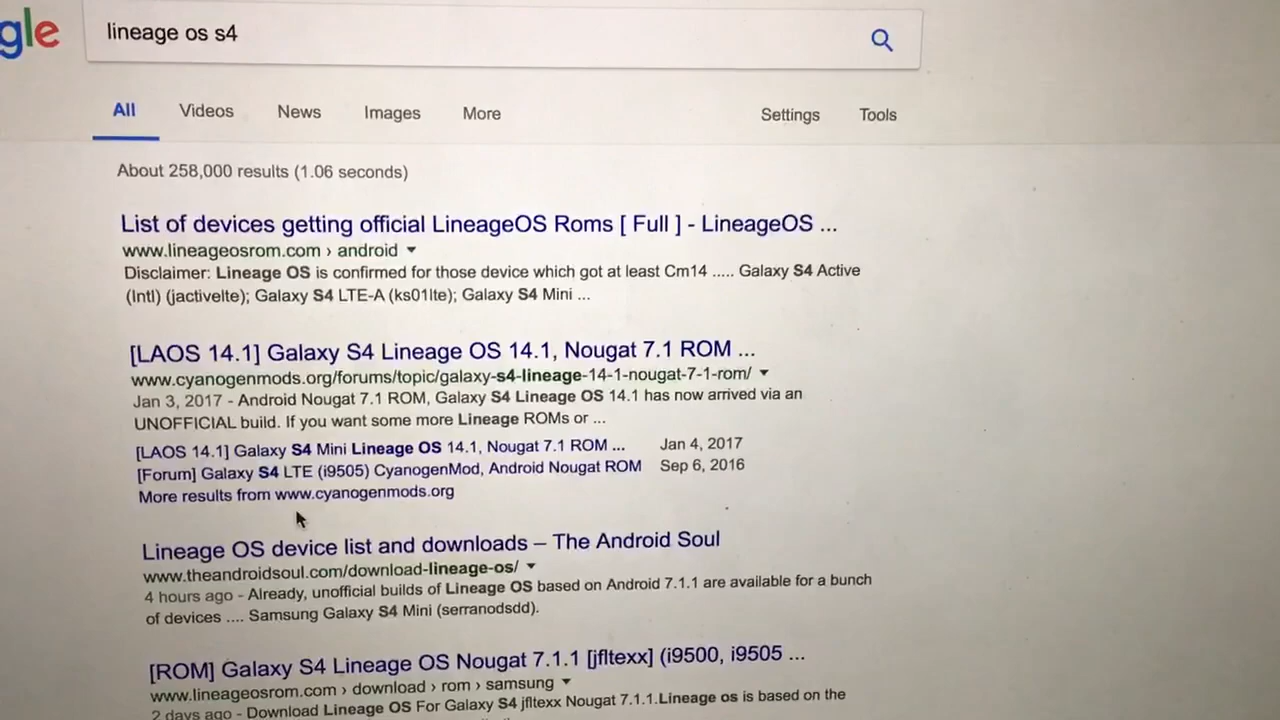 gle
lineage os s4
All Videos News Images More Settings Tools
About 258,000 results (1.06 seconds)
List of devices getting official LineageOS Roms [ Full ] - LineageOS ...
www.lineageosrom.com › android
Disclaimer: Lineage OS is confirmed for those device which got at least Cm14 ..... Galaxy S4 Active
(Intl) (jactivelte); Galaxy S4 LTE-A (ks01lte); Galaxy S4 Mini ...
[LAOS 14.1] Galaxy S4 Lineage OS 14.1, Nougat 7.1 ROM ...
www.cyanogenmods.org/forums/topic/galaxy-s4-lineage-14-1-nougat-7-1-rom/
Jan 3, 2017 - Android Nougat 7.1 ROM, Galaxy S4 Lineage OS 14.1 has now arrived via an
UNOFFICIAL build. If you want some more Lineage ROMs or ...
[LAOS 14.1] Galaxy S4 Mini Lineage OS 14.1, Nougat 7.1 ROM ... Jan 4, 2017
[Forum] Galaxy S4 LTE (i9505) CyanogenMod, Android Nougat ROM Sep 6, 2016
More results from www.cyanogenmods.org
Lineage OS device list and downloads – The Android Soul
www.theandroidsoul.com/download-lineage-os/
4 hours ago - Already, unofficial builds of Lineage OS based on Android 7.1.1 are available for a bunch
of devices .... Samsung Galaxy S4 Mini (serranodsdd).
[ROM] Galaxy S4 Lineage OS Nougat 7.1.1 [jfltexx] (i9500, i9505 ...
www.lineageosrom.com › download › rom › samsung
2 days ago - Download Lineage OS For Galaxy S4 jfltexx Nougat 7.1.1.Lineage os is based on the